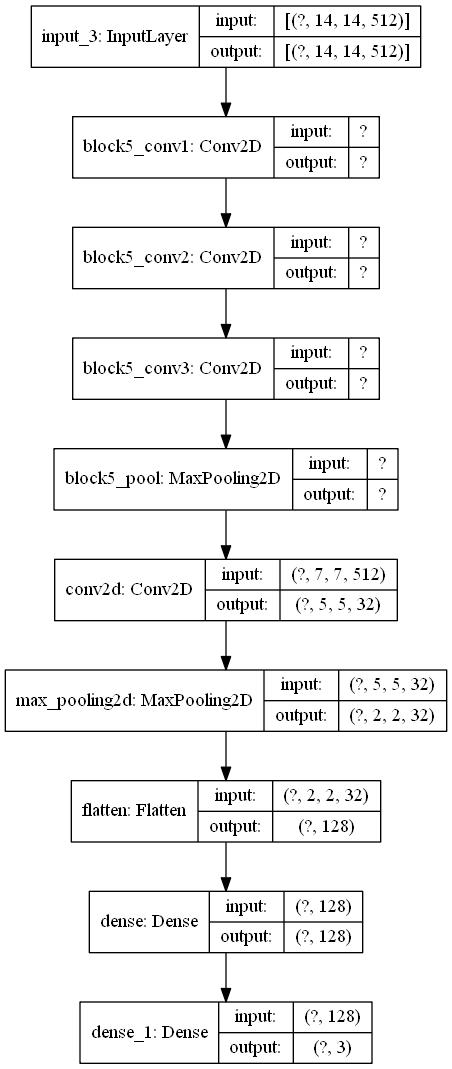 input_3: InputLayer
input: [(?, 14, 14, 512)]
output: [(?, 14, 14, 512)]
block5_conv1: Conv2D
input: ?
output: ?
block5_conv2: Conv2D
input: ?
output: ?
block5_conv3: Conv2D
input: ?
output: ?
block5_pool: MaxPooling2D
input: ?
output: ?
conv2d: Conv2D
input: (?, 7, 7, 512)
output: (?, 5, 5, 32)
max_pooling2d: MaxPooling2D
input: (?, 5, 5, 32)
output: (?, 2, 2, 32)
flatten: Flatten
input: (?, 2, 2, 32)
output: (?, 128)
dense: Dense
input: (?, 128)
output: (?, 128)
dense_1: Dense
input: (?, 128)
output: (?, 3)